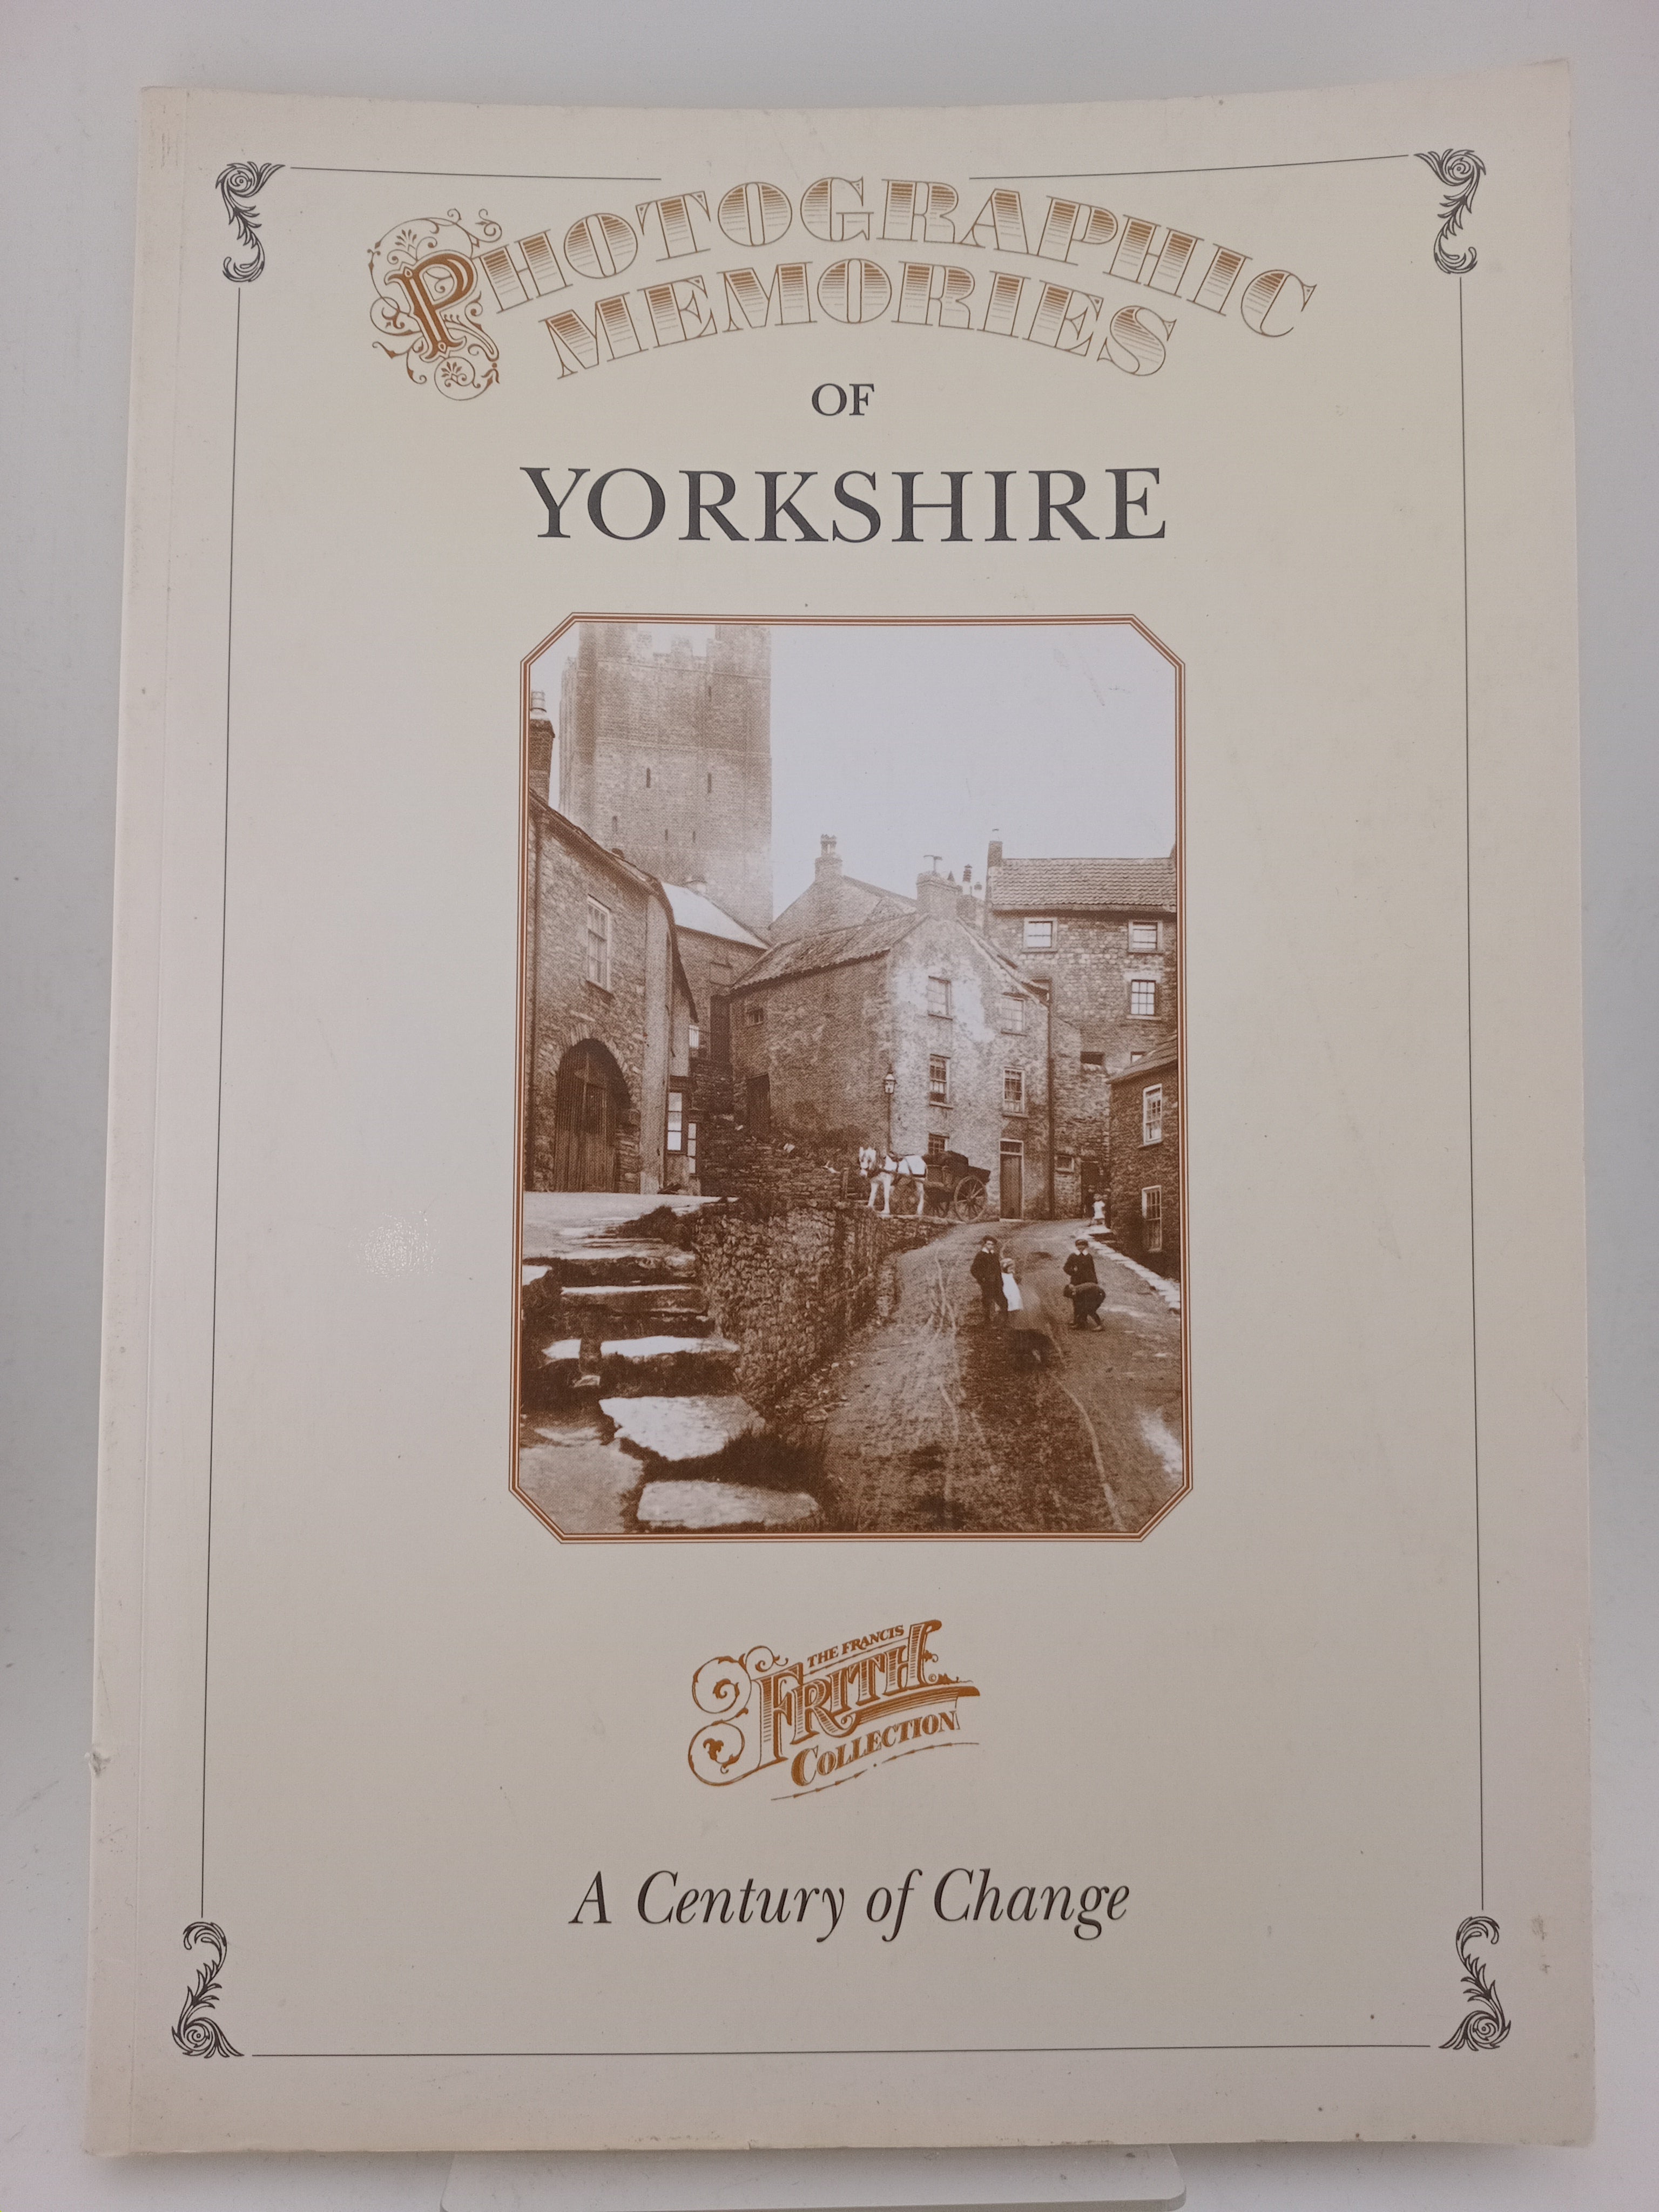 PHOTOGRAPHIC
MEMORIES
OF
YORKSHIRE
THE FRANCIS
FRITH
COLLECTION
A Century of Change